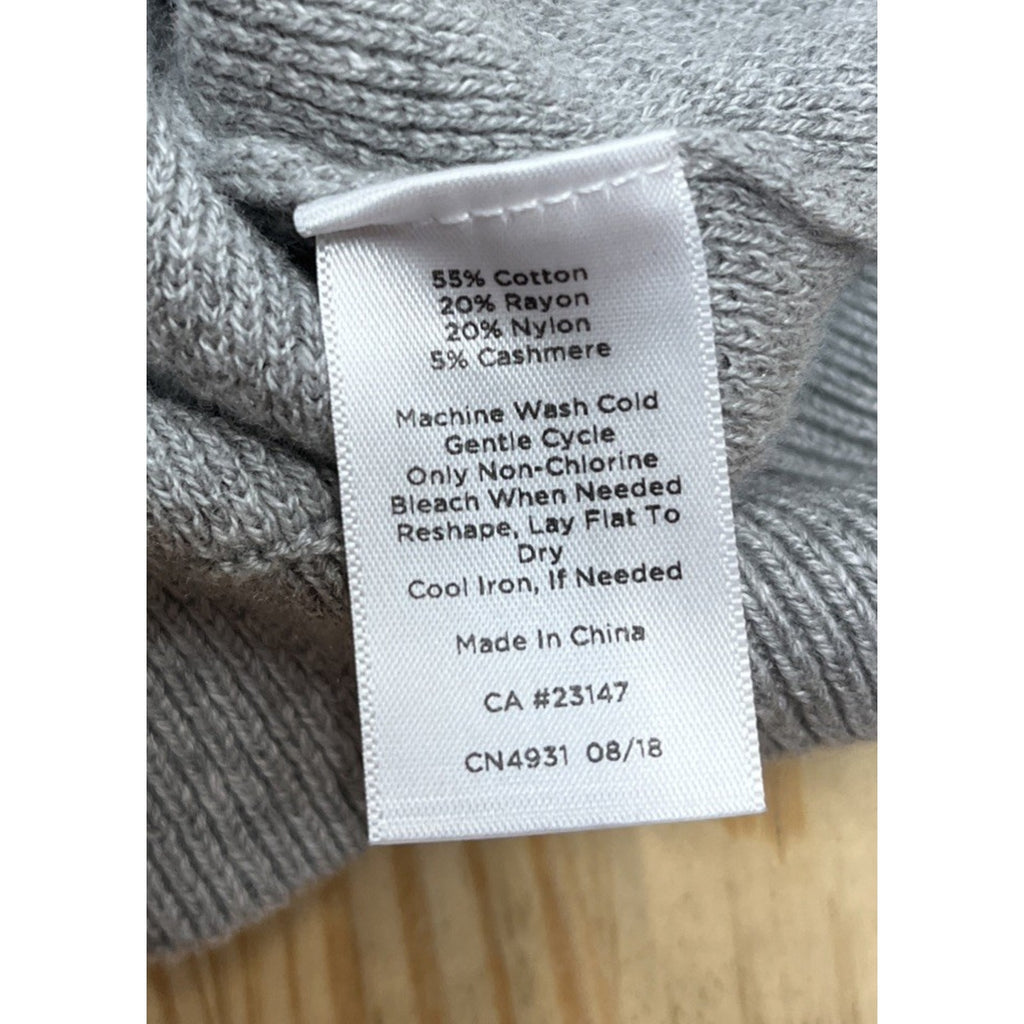 55% Cotton
20% Rayon
20% Nylon
5% Cashmere
Machine Wash Cold
Gentle Cycle
Only Non-Chlorine
Bleach When Needed
Reshape, Lay Flat To
Dry
Cool Iron, If Needed
Made In China
CA #23147
CN4931 08/18